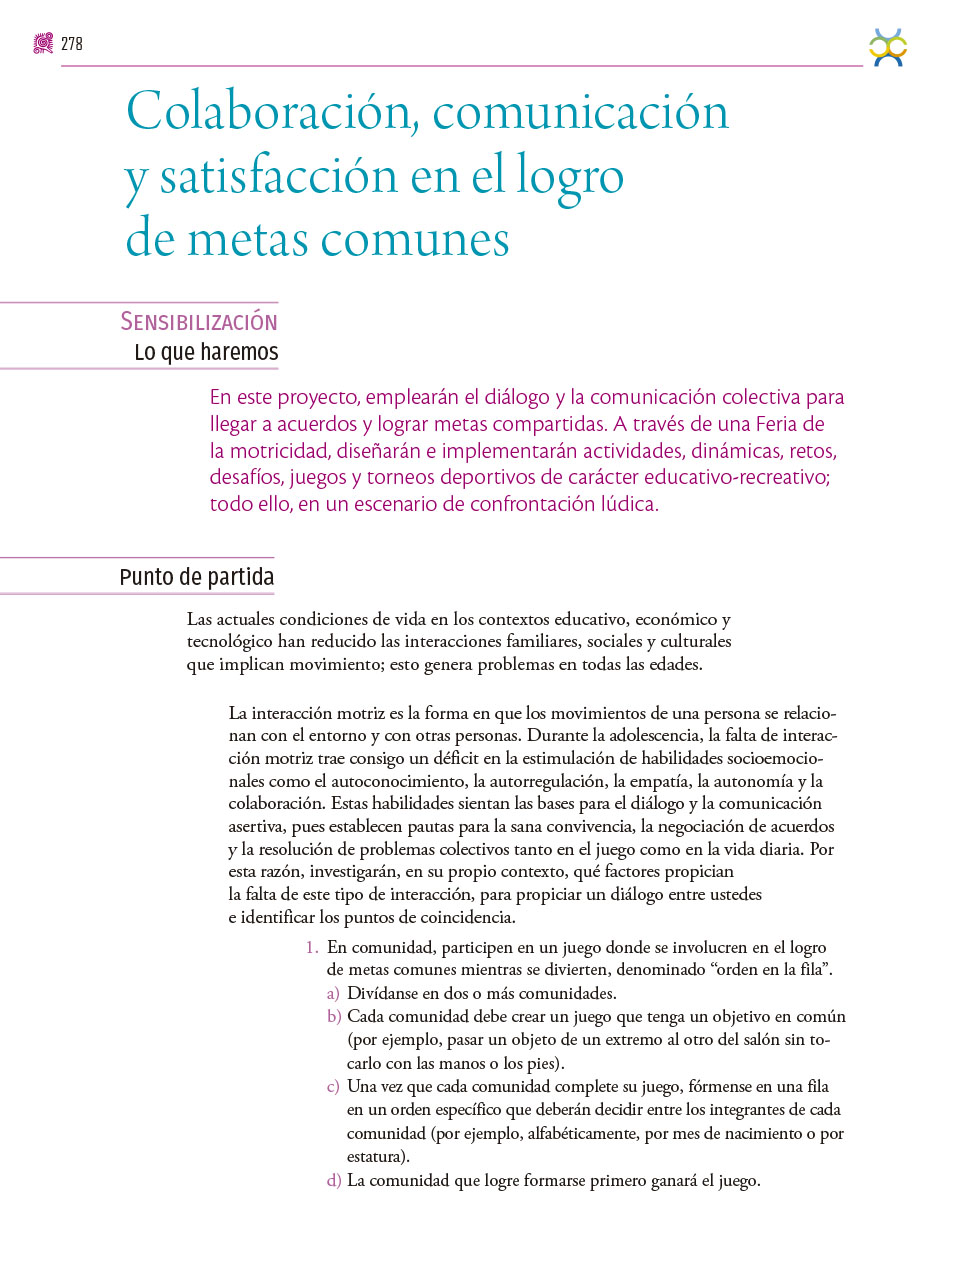 278
Colaboración, comunicación
y satisfacción en el logro
de metas comunes
Sensibilización
Lo que haremos
En este proyecto, emplearán el diálogo y la comunicación colectiva para
llegar a acuerdos y lograr metas compartidas. A través de una Feria de
la motricidad, diseñarán e implementarán actividades, dinámicas, retos,
desafíos, juegos y torneos deportivos de carácter educativo-recreativo;
todo ello, en un escenario de confrontación lúdica.
Punto de partida
Las actuales condiciones de vida en los contextos educativo, económico y
tecnológico han reducido las interacciones familiares, sociales y culturales
que implican movimiento; esto genera problemas en todas las edades.
La interacción motriz es la forma en que los movimientos de una persona se relacio-
nan con el entorno y con otras personas. Durante la adolescencia, la falta de interac-
ción motriz trae consigo un déficit en la estimulación de habilidades socioemocio-
nales como el autoconocimiento, la autorregulación, la empatía, la autonomía y la
colaboración. Estas habilidades sientan las bases para el diálogo y la comunicación
asertiva, pues establecen pautas para la sana convivencia, la negociación de acuerdos
y la resolución de problemas colectivos tanto en el juego como en la vida diaria. Por
esta razón, investigarán, en su propio contexto, qué factores propician
la falta de este tipo de interacción, para propiciar un diálogo entre ustedes
e identificar los puntos de coincidencia.
1. En comunidad, participen en un juego donde se involucren en el logro
de metas comunes mientras se divierten, denominado “orden en la fila”.
a) Divídanse en dos o más comunidades.
b) Cada comunidad debe crear un juego que tenga un objetivo en común
(por ejemplo, pasar un objeto de un extremo al otro del salón sin to-
carlo con las manos o los pies).
c) Una vez que cada comunidad complete su juego, fórmense en una fila
en un orden específico que deberán decidir entre los integrantes de cada
comunidad (por ejemplo, alfabéticamente, por mes de nacimiento o por
estatura).
d) La comunidad que logre formarse primero ganará el juego.